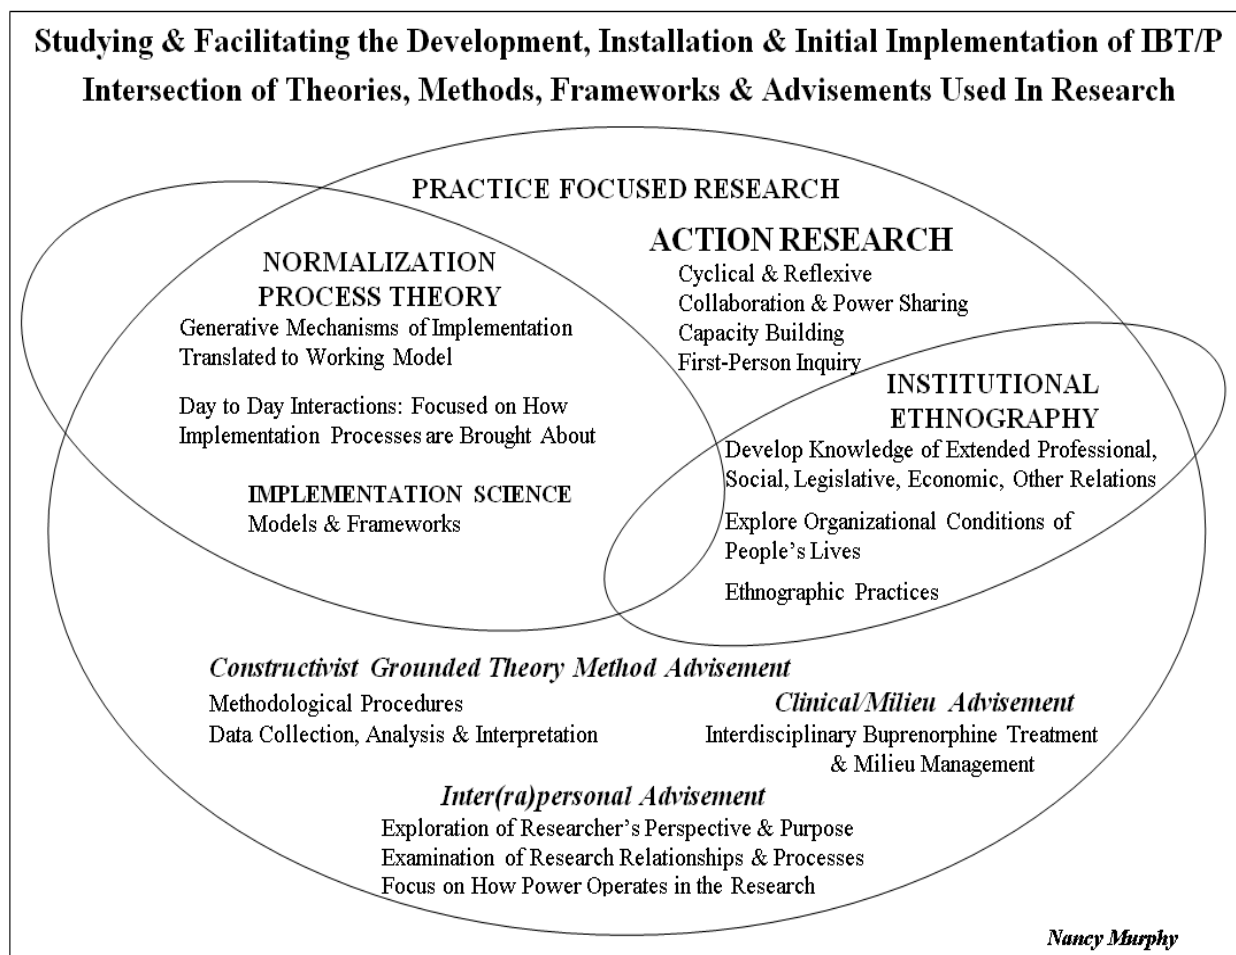 Studying & Facilitating the Development, Installation & Initial Implementation of IBT/P
Intersection of Theories, Methods, Frameworks & Advisements Used In Research
PRACTICE FOCUSED RESEARCH
ACTION RESEARCH
Cyclical & Reflexive
Collaboration & Power Sharing
Capacity Building
First-Person Inquiry
NORMALIZATION
PROCESS THEORY
Generative Mechanisms of Implementation
Translated to Working Model
Day to Day Interactions: Focused on How
Implementation Processes are Brought About
IMPLEMENTATION SCIENCE
Models & Frameworks
INSTITUTIONAL
ETHNOGRAPHY
Develop Knowledge of Extended Professional,
Social, Legislative, Economic, Other Relations
Explore Organizational Conditions of
People's Lives
Ethnographic Practices
Constructivist Grounded Theory Method Advisement
Methodological Procedures
Data Collection, Analysis & Interpretation
Clinical/Milieu Advisement
Interdisciplinary Buprenorphine Treatment
& Milieu Management
Inter(ra)personal Advisement
Exploration of Researcher's Perspective & Purpose
Examination of Research Relationships & Processes
Focus on How Power Operates in the Research
Nancy Murphy